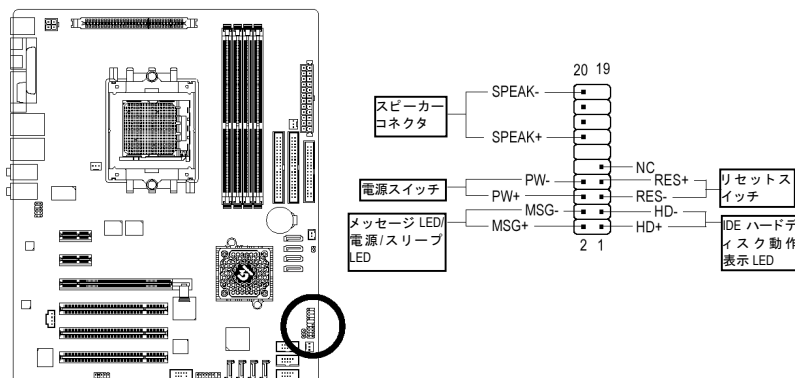 20 19
SPEAK-
スピーカー
コネクタ
SPEAK+
NC
電源スイッチ
PW-
RES+
リセットス
イッチ
PW+
RES-
メッセージ LED/
電源/スリープ
LED
MSG-
HD-
MSG+
HD+
IDE ハードデ
ィスク動作
表示 LED
2 1